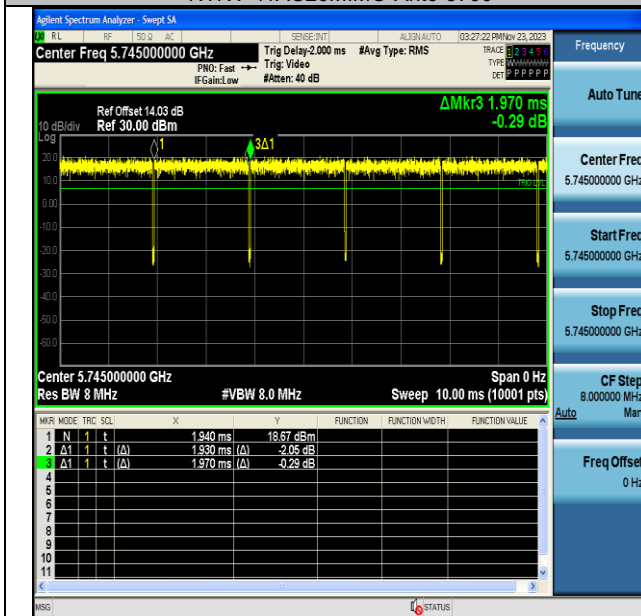 Agilent Spectrum Analyzer - Swept SA
RL RF 50 Ω AC SENSE:INT ALIGN AUTO 03:27:22 PM Nov 23, 2023
Center Freq 5.745000000 GHz
PNO: Fast
IFGain:Low
Trig Delay-2.000 ms
Trig: Video
#Atten: 40 dB
#Avg Type: RMS
TRACE 1 2 3 4 5 6
TYPE W
DET P P P P P P
Frequency
Auto Tune
Center Freq
5.745000000 GHz
Start Freq
5.745000000 GHz
Stop Freq
5.745000000 GHz
CF Step
8.000000 MHz
Auto Man
Freq Offset
0 Hz
ΔMkr3 1.970 ms
-0.29 dB
Ref Offset 14.03 dB
10 dB/div Ref 30.00 dBm
Log
1
3Δ1
20.0
10.0
TRIG LVL
0.00
-10.0
-20.0
-30.0
-40.0
-50.0
-60.0
Center 5.745000000 GHz Span 0 Hz
Res BW 8 MHz #VBW 8.0 MHz Sweep 10.00 ms (10001 pts)
MKR MODE TRC SCL X Y FUNCTION FUNCTION WIDTH FUNCTION VALUE
1 N 1 t 1.940 ms 18.67 dBm
2 Δ1 1 t (Δ) 1.930 ms (Δ) -2.05 dB
3 Δ1 1 t (Δ) 1.970 ms (Δ) -0.29 dB
4
5
6
7
8
9
10
11
MSG STATUS